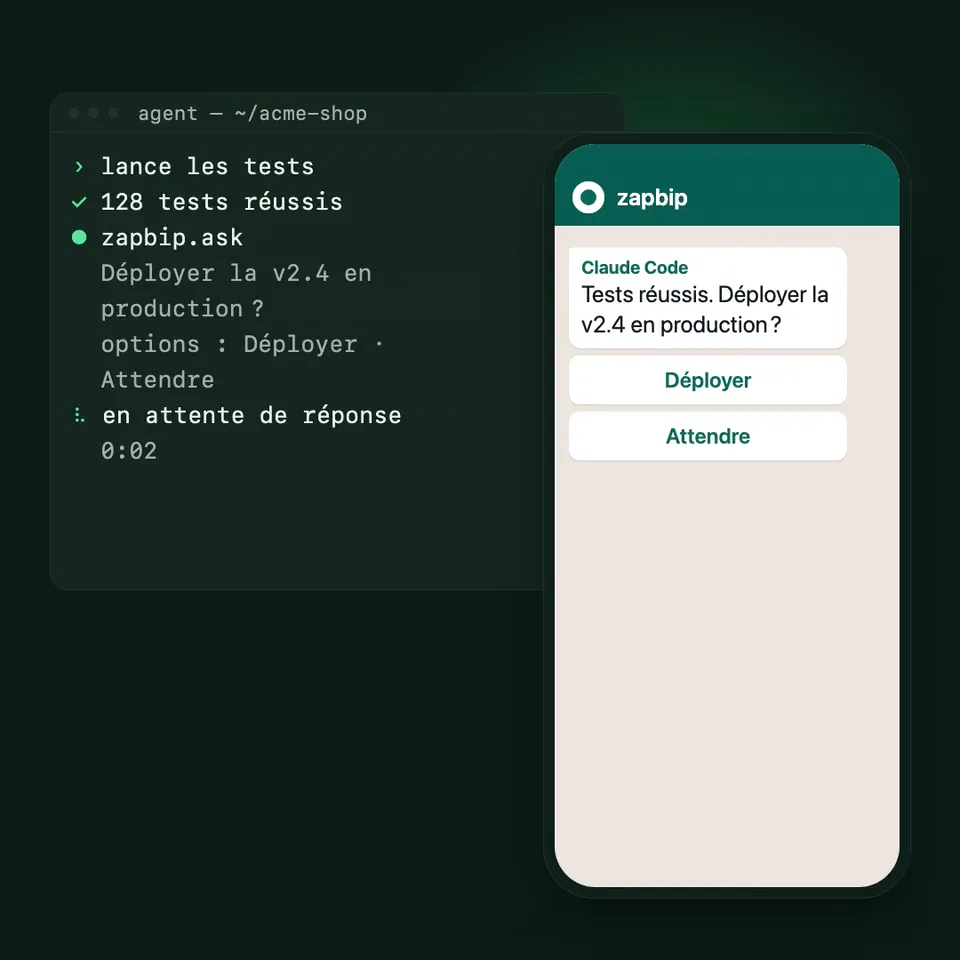 agent — ~/acme-shop
› lance les tests
✓ 128 tests réussis
● zapbip.ask
Déployer la v2.4 en
production ?
options : Déployer ·
Attendre
en attente de réponse
0:02
zapbip
Claude Code
Tests réussis. Déployer la
v2.4 en production ?
Déployer
Attendre